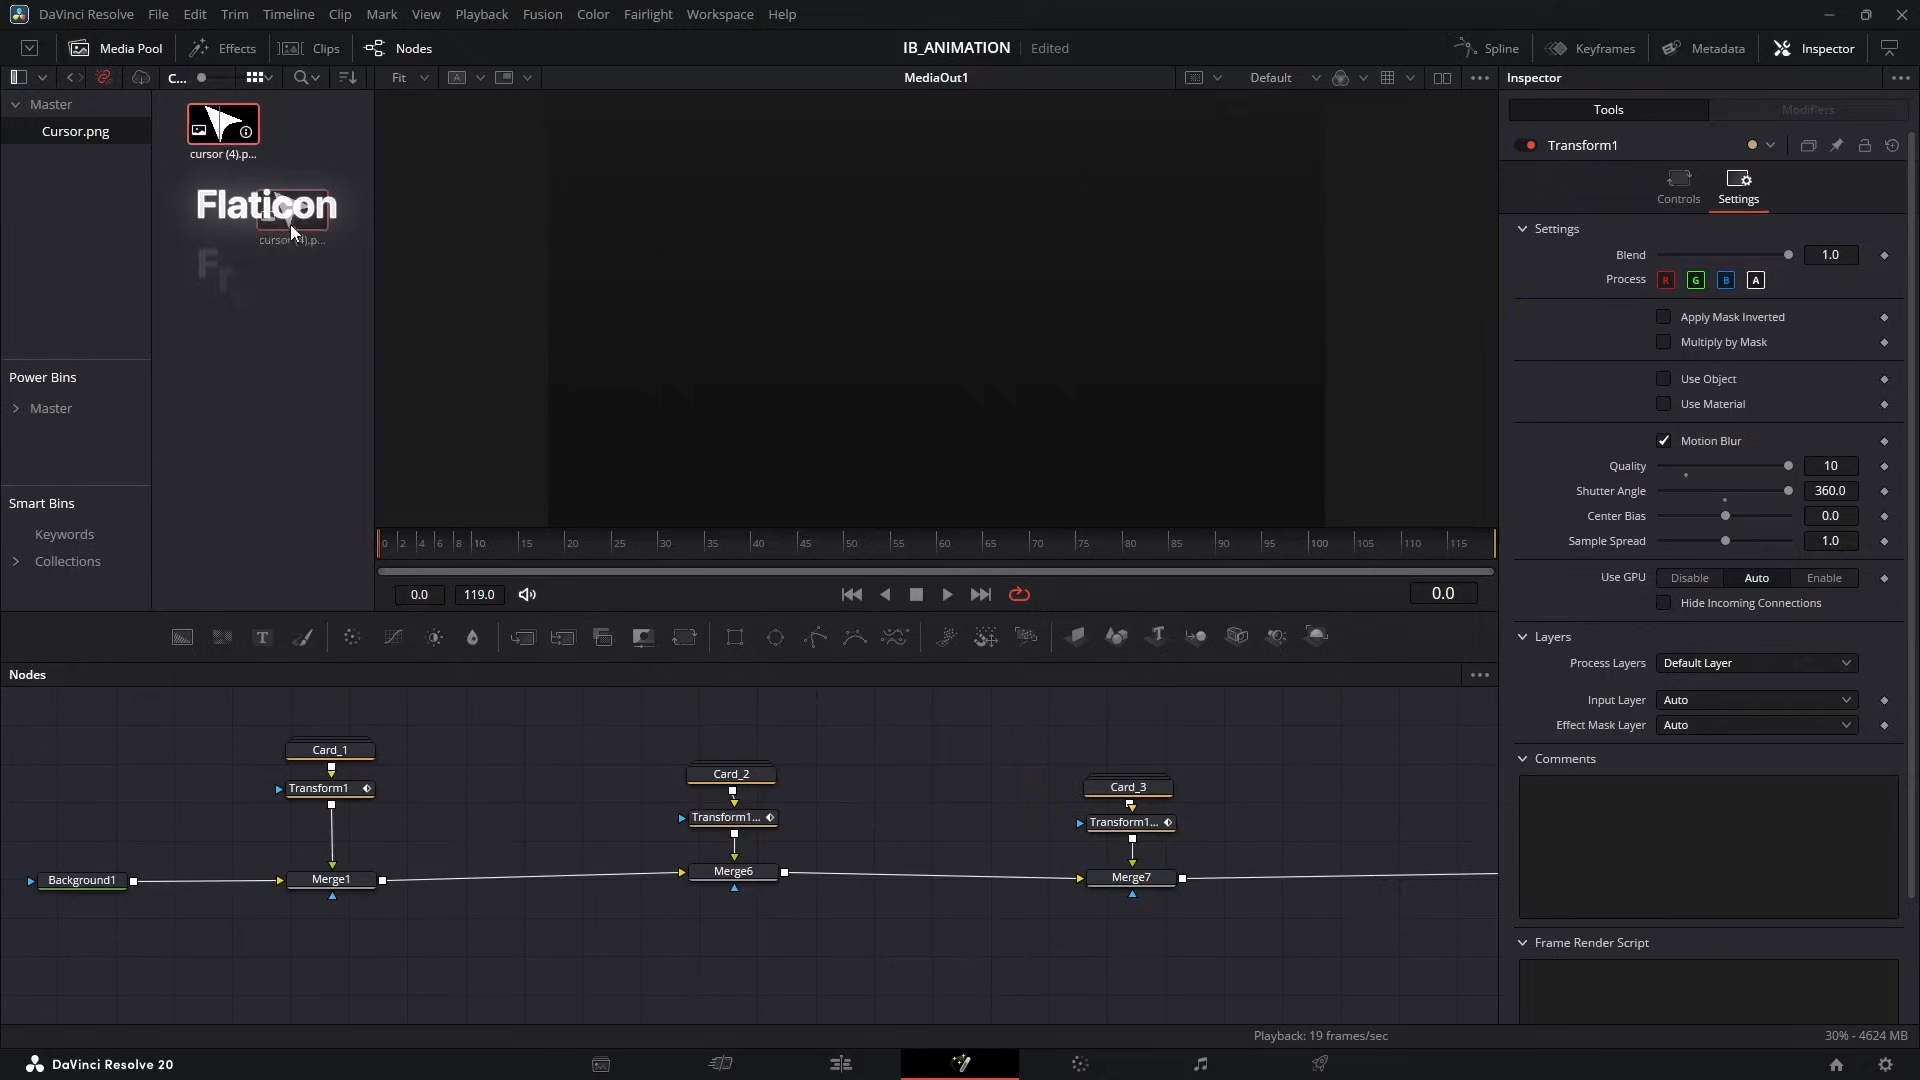 DaVinci Resolve File Edit Trim Timeline Clip Mark View Playback Fusion Color Fairlight Workspace Help
Media Pool Effects Clips Nodes IB_ANIMATION Edited Spline Keyframes Metadata Inspector
C... Fit A MediaOut1 Default Inspector
Master
Cursor.png
cursor (4).p...
Flaticon
cursor (4).p...
Fr
Power Bins
Master
Smart Bins
Keywords
Collections
Tools Modifiers
Transform1
Controls Settings
Settings
Blend 1.0
Process R G B A
Apply Mask Inverted
Multiply by Mask
Use Object
Use Material
Motion Blur
Quality 10
Shutter Angle 360.0
Center Bias 0.0
Sample Spread 1.0
Use GPU Disable Auto Enable
Hide Incoming Connections
Layers
Process Layers Default Layer
Input Layer Auto
Effect Mask Layer Auto
Comments
Frame Render Script
0 2 4 6 8 10 15 20 25 30 35 40 45 50 55 60 65 70 75 80 85 90 95 100 105 110 115
0.0 119.0 0.0
T T
Nodes
Card_1
Transform1
Background1
Merge1
Card_2
Transform1...
Merge6
Card_3
Transform1...
Merge7
Playback: 19 frames/sec 30% - 4624 MB
DaVinci Resolve 20